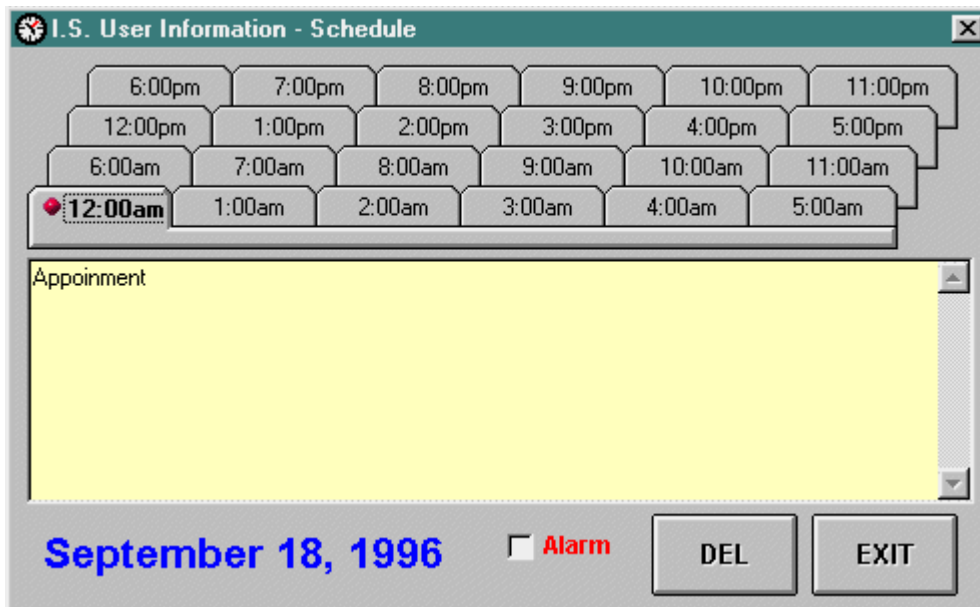 I.S. User Information - Schedule
6:00pm 7:00pm 8:00pm 9:00pm 10:00pm 11:00pm
12:00pm 1:00pm 2:00pm 3:00pm 4:00pm 5:00pm
6:00am 7:00am 8:00am 9:00am 10:00am 11:00am
12:00am 1:00am 2:00am 3:00am 4:00am 5:00am
Appoinment
September 18, 1996 Alarm DEL EXIT